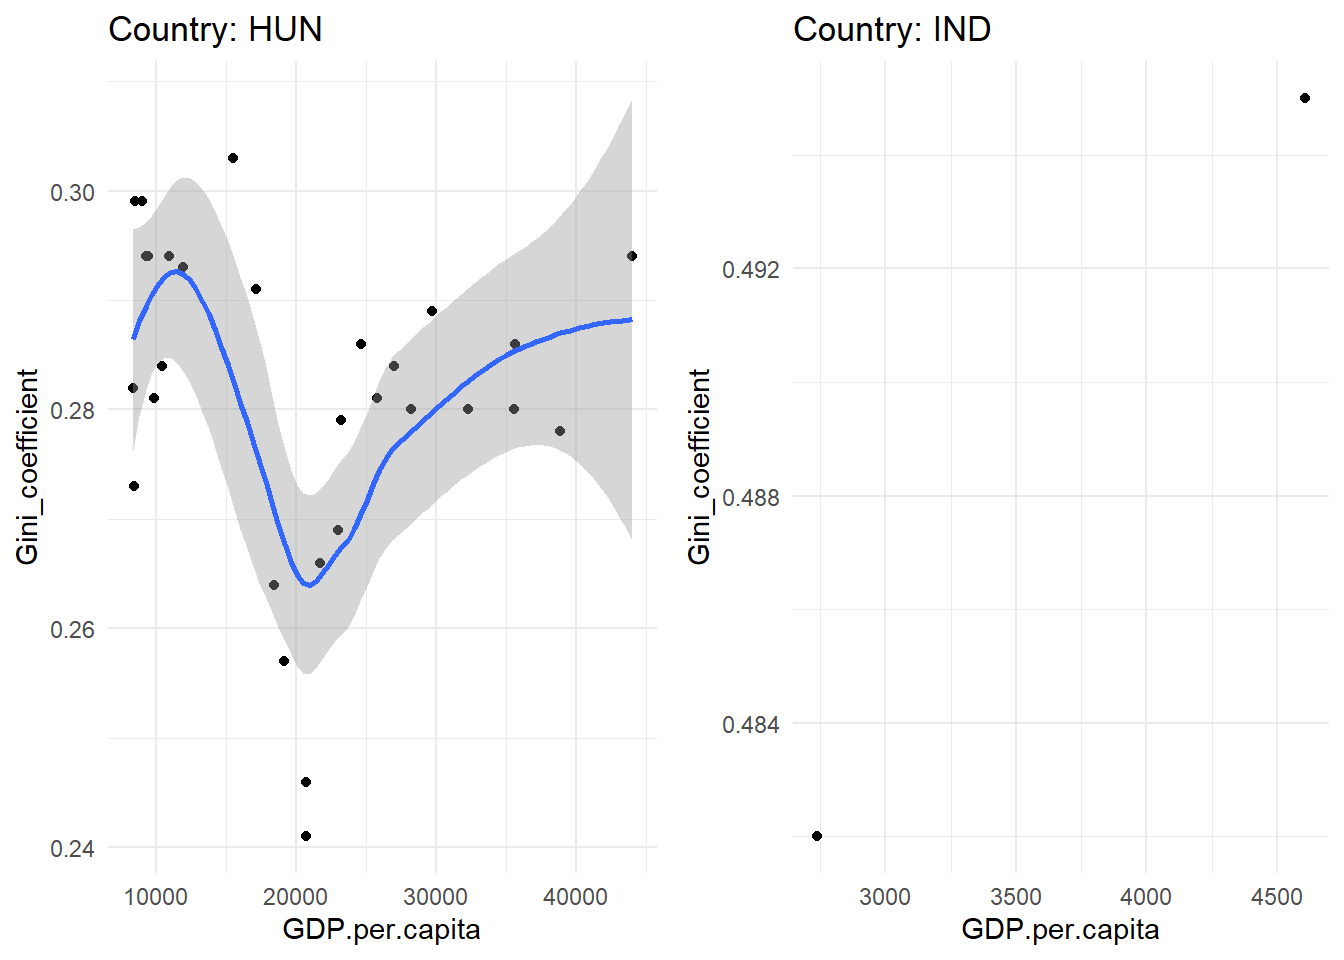 Country: HUN
Gini_coefficient
0.30
0.28
0.26
0.24
10000 20000 30000 40000
GDP.per.capita
Country: IND
Gini_coefficient
0.492
0.488
0.484
3000 3500 4000 4500
GDP.per.capita